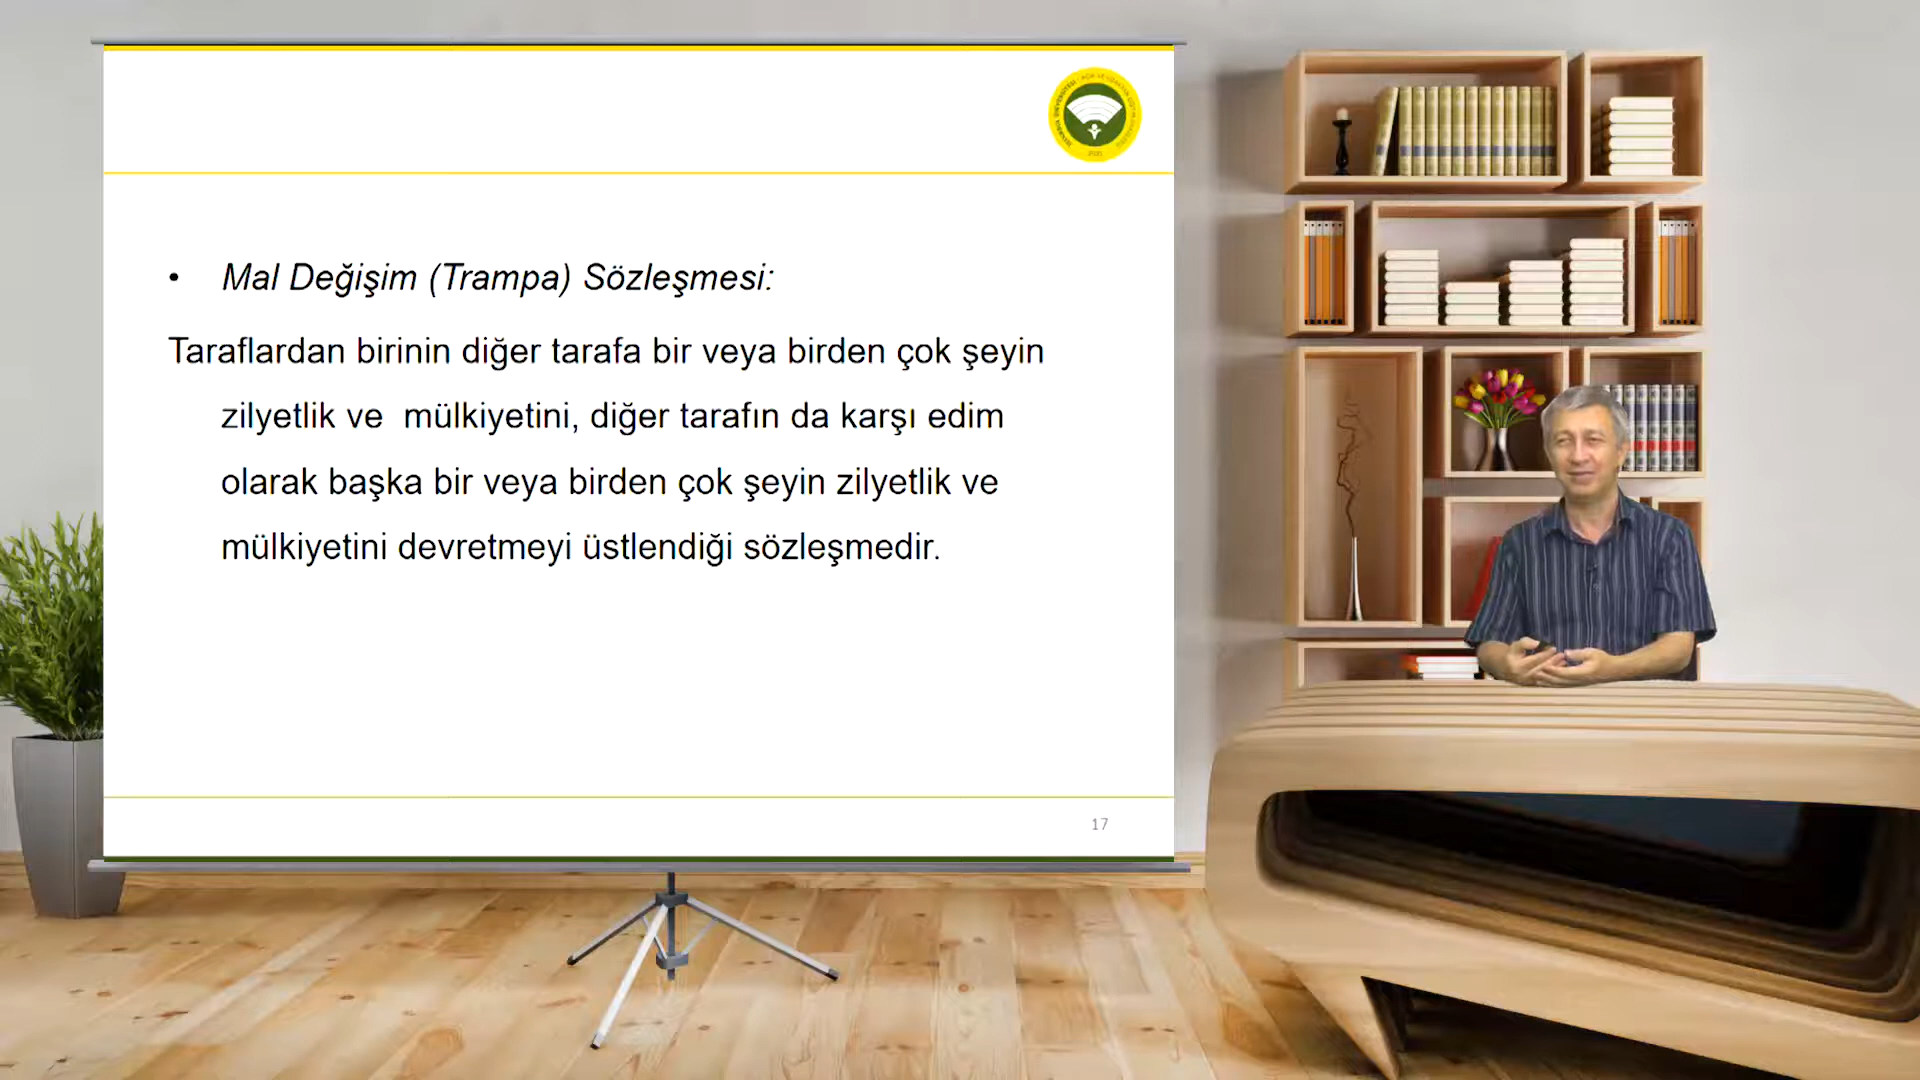 • Mal Değişim (Trampa) Sözleşmesi:
Taraflardan birinin diğer tarafa bir veya birden çok şeyin
zilyetlik ve mülkiyetini, diğer tarafın da karşı edim
olarak başka bir veya birden çok şeyin zilyetlik ve
mülkiyetini devretmeyi üstlendiği sözleşmedir.
17